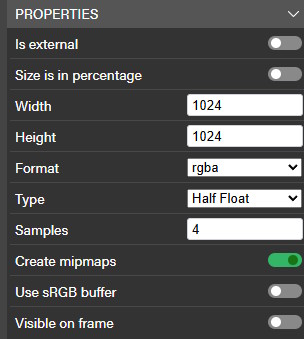 PROPERTIES
Is external
Size is in percentage
Width 1024
Height 1024
Format rgba
Type Half Float
Samples 4
Create mipmaps
Use sRGB buffer
Visible on frame